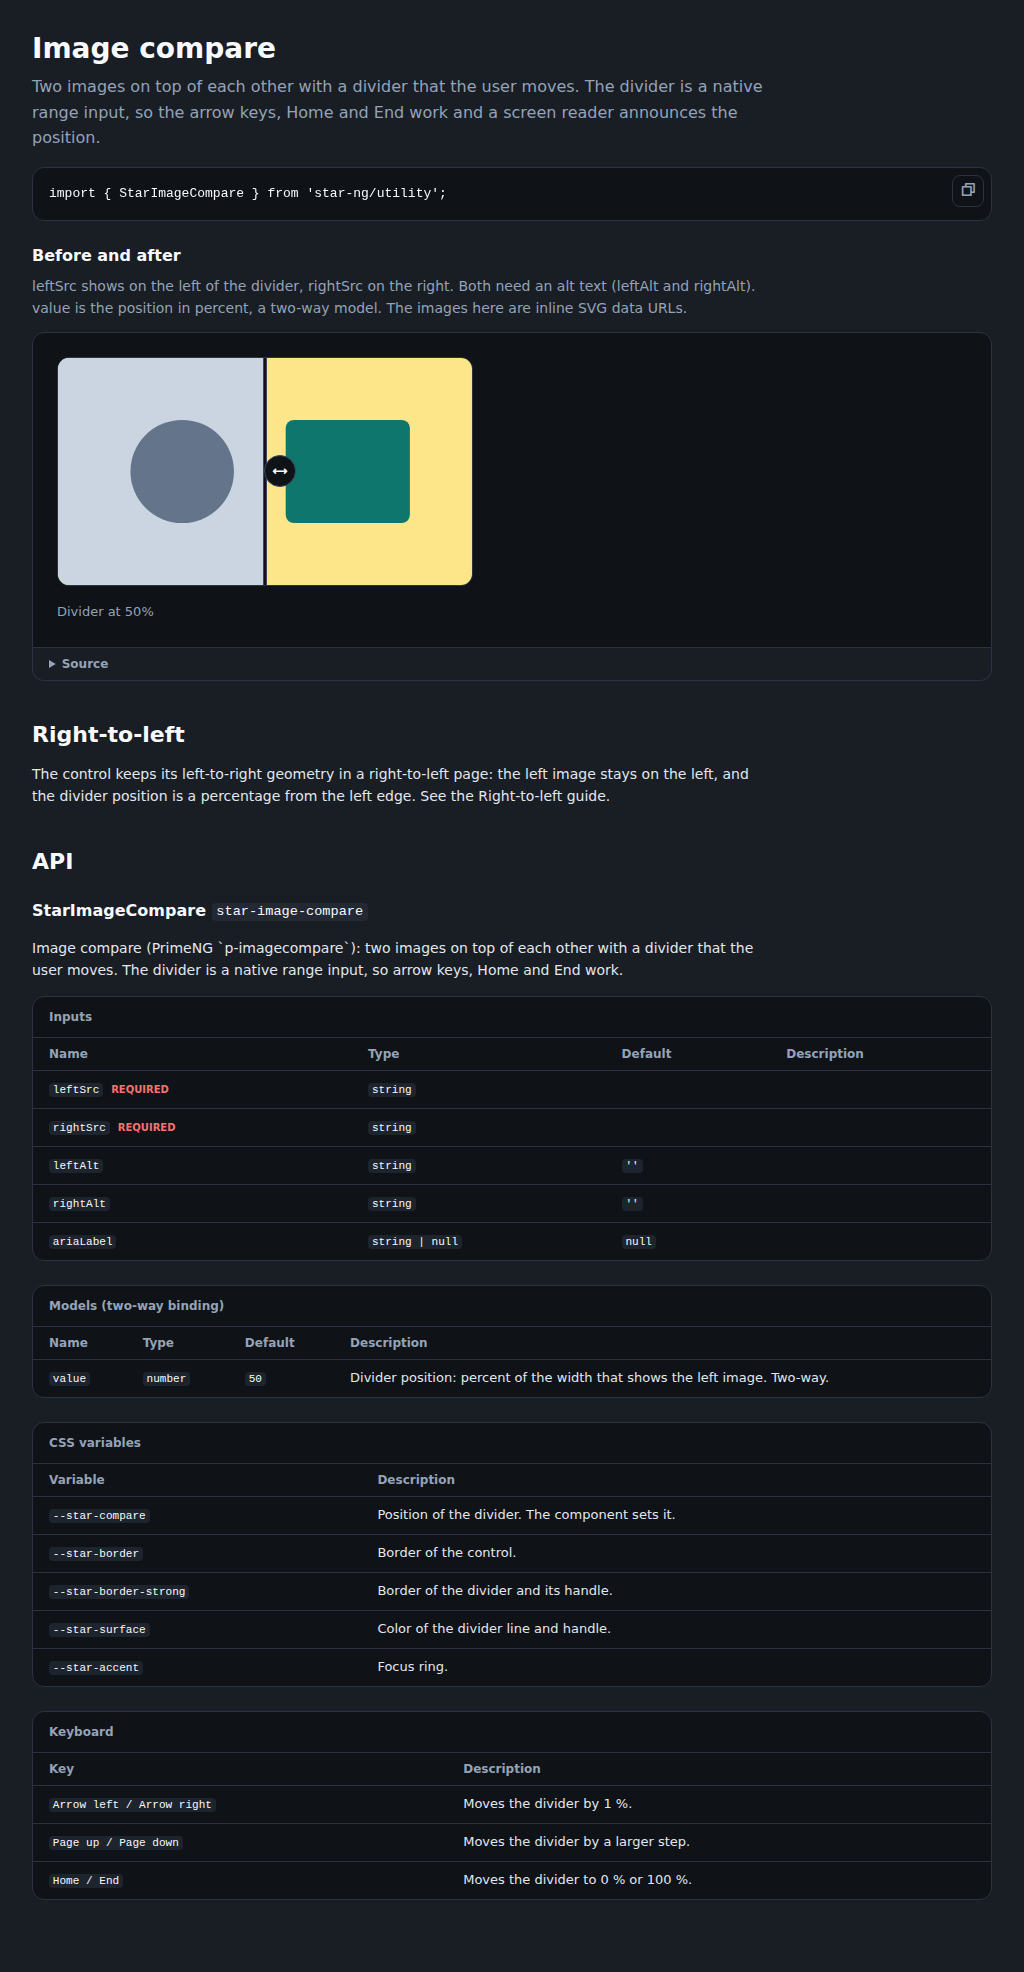 Image compare
Two images on top of each other with a divider that the user moves. The divider is a native
range input, so the arrow keys, Home and End work and a screen reader announces the
position.
import { StarImageCompare } from 'star-ng/utility';
Before and after
leftSrc shows on the left of the divider, rightSrc on the right. Both need an alt text (leftAlt and rightAlt).
value is the position in percent, a two-way model. The images here are inline SVG data URLs.
Divider at 50%
Source
Right-to-left
The control keeps its left-to-right geometry in a right-to-left page: the left image stays on the left, and
the divider position is a percentage from the left edge. See the Right-to-left guide.
API
StarImageCompare star-image-compare
Image compare (PrimeNG `p-imagecompare`): two images on top of each other with a divider that the
user moves. The divider is a native range input, so arrow keys, Home and End work.
Inputs
Name Type Default Description
leftSrc REQUIRED string
rightSrc REQUIRED string
leftAlt string ''
rightAlt string ''
ariaLabel string | null null
Models (two-way binding)
Name Type Default Description
value number 50 Divider position: percent of the width that shows the left image. Two-way.
CSS variables
Variable Description
--star-compare Position of the divider. The component sets it.
--star-border Border of the control.
--star-border-strong Border of the divider and its handle.
--star-surface Color of the divider line and handle.
--star-accent Focus ring.
Keyboard
Key Description
Arrow left / Arrow right Moves the divider by 1 %.
Page up / Page down Moves the divider by a larger step.
Home / End Moves the divider to 0 % or 100 %.